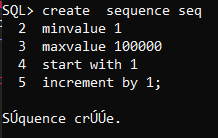 SQL> create  sequence seq
  2  minvalue 1
  3  maxvalue 100000
  4  start with 1
  5  increment by 1;

SÚquence crÚÚe.